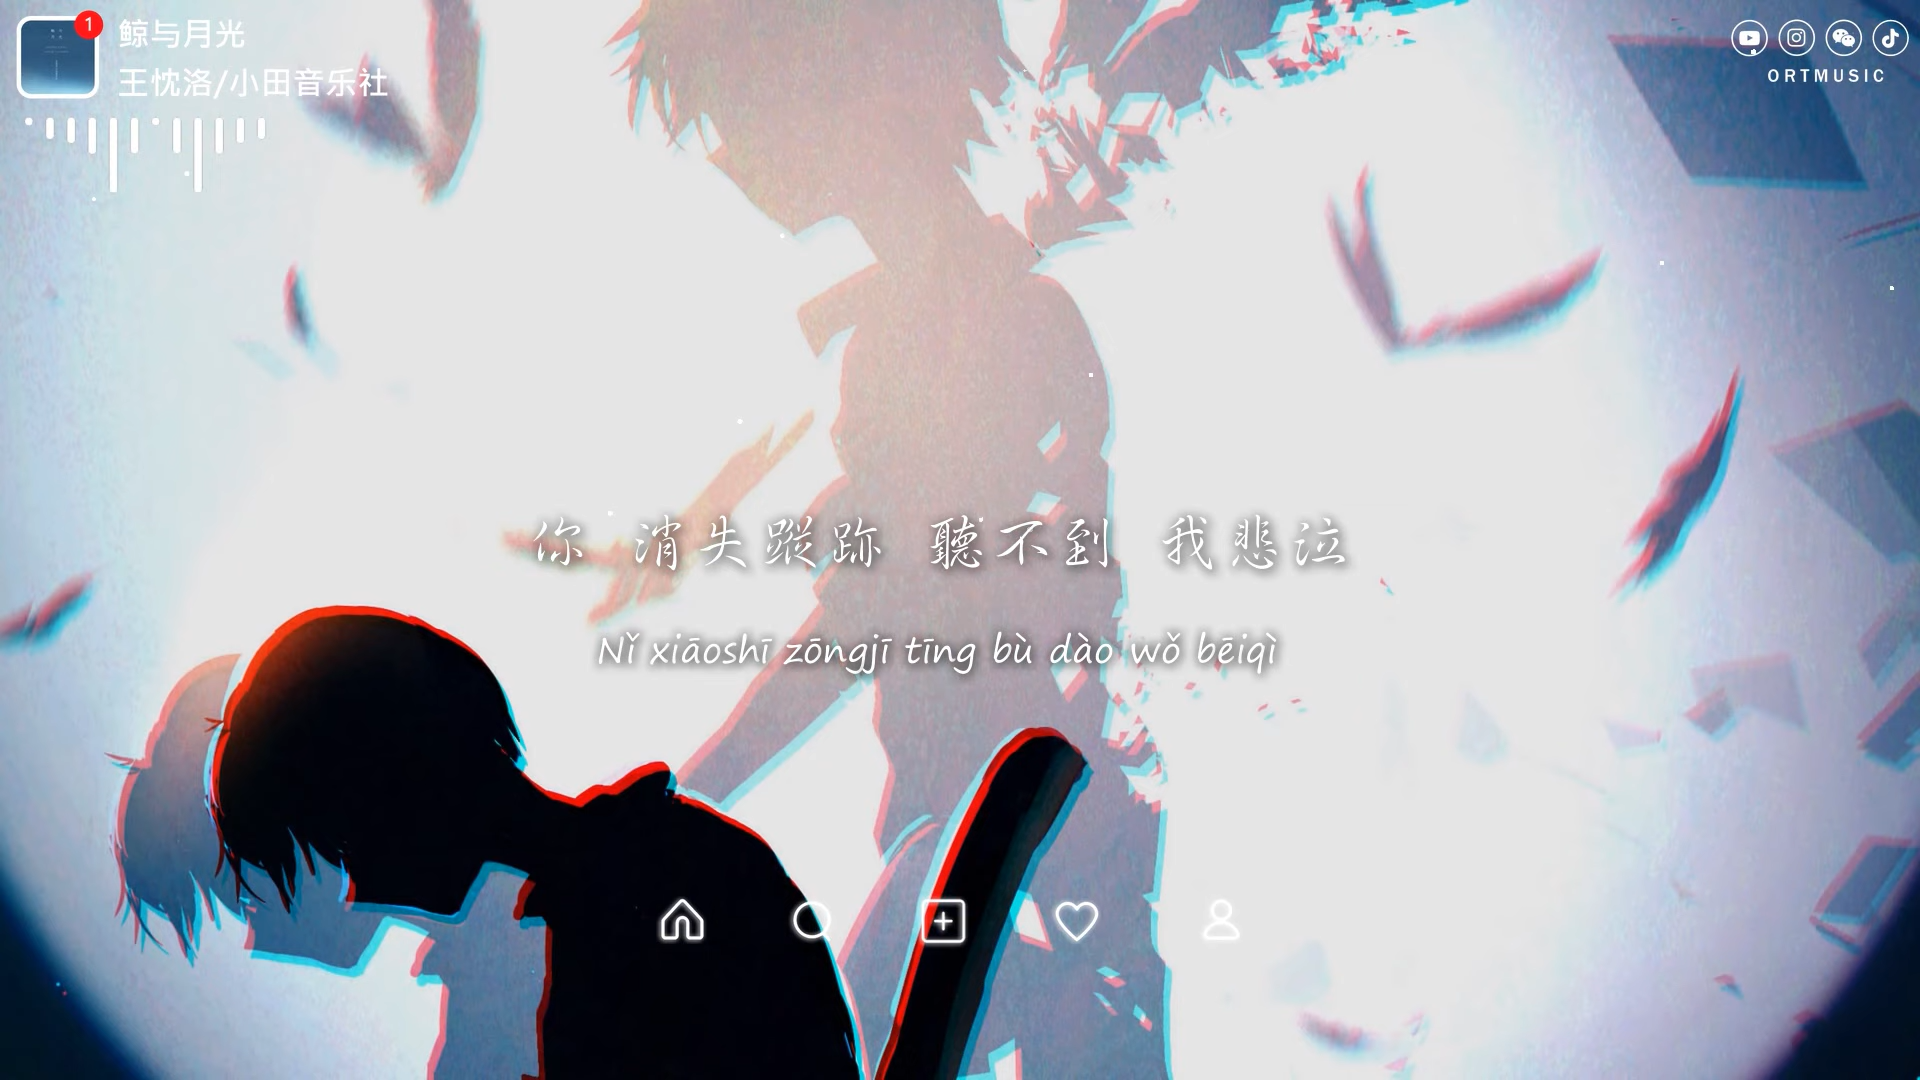 1
鲸与月光
王忱洛/小田音乐社
ORTMUSIC
你 消失蹤跡 聽不到 我悲泣
Nǐ xiāoshī zōngjī tīng bù dào wǒ bēiqì